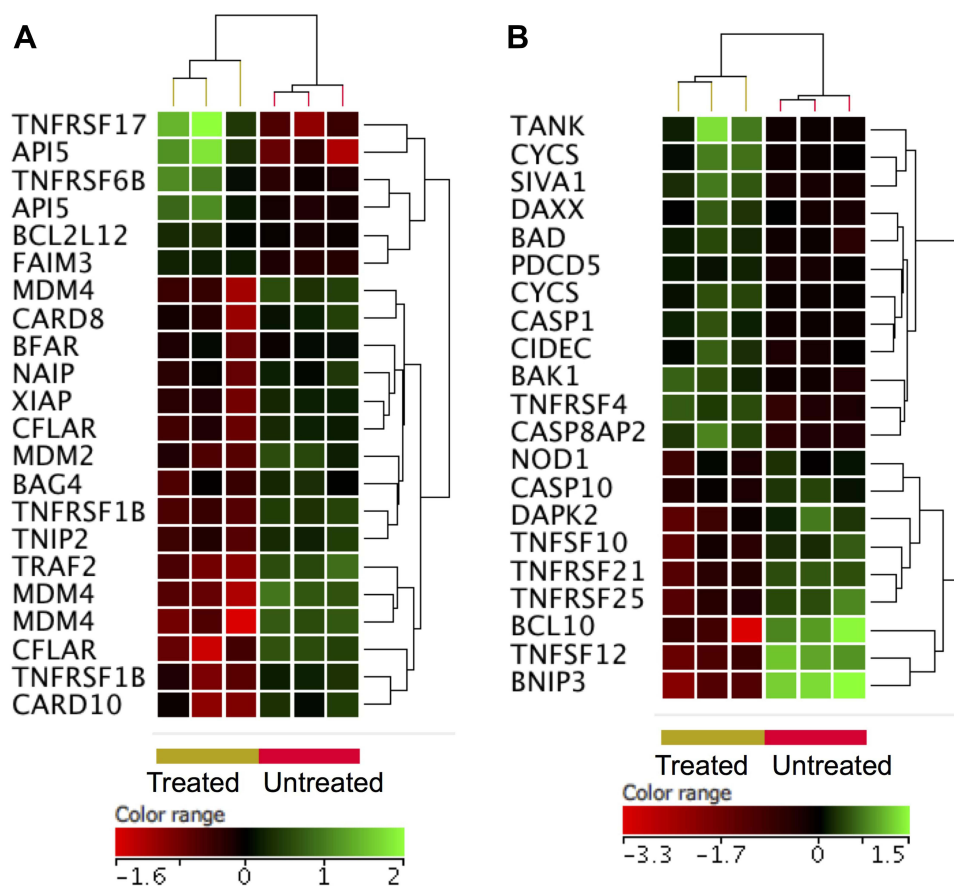 A
TNFRSF17
API5
TNFRSF6B
API5
BCL2L12
FAIM3
MDM4
CARD8
BFAR
NAIP
XIAP
CFLAR
MDM2
BAG4
TNFRSF1B
TNIP2
TRAF2
MDM4
MDM4
CFLAR
TNFRSF1B
CARD10
Treated Untreated
Color range
-1.6 0 1 2
B
TANK
CYCS
SIVA1
DAXX
BAD
PDCD5
CYCS
CASP1
CIDEC
BAK1
TNFRSF4
CASP8AP2
NOD1
CASP10
DAPK2
TNFSF10
TNFRSF21
TNFRSF25
BCL10
TNFSF12
BNIP3
Treated Untreated
Color range
-3.3 -1.7 0 1.5